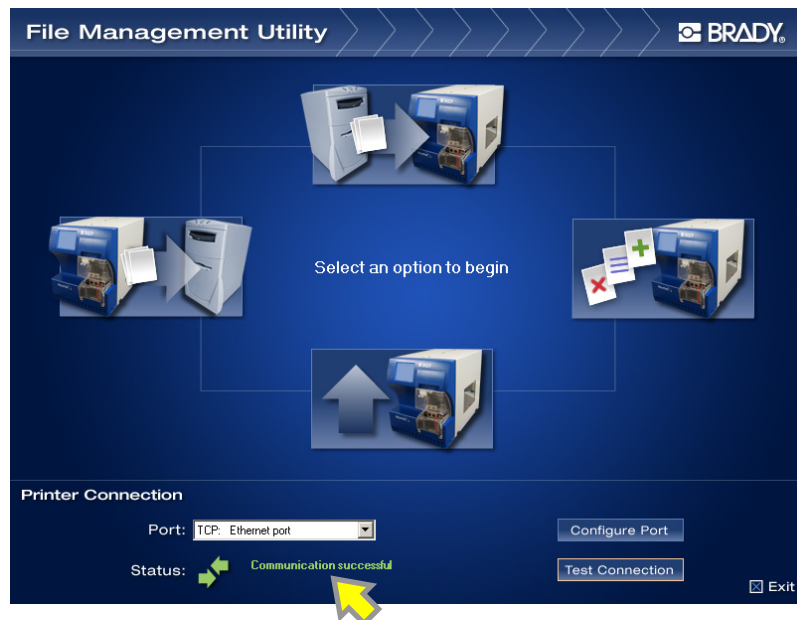 File Management Utility
BRADY®
Select an option to begin
Printer Connection
Port: TCP: Ethernet port
Configure Port
Status: Communication successful
Test Connection
Exit